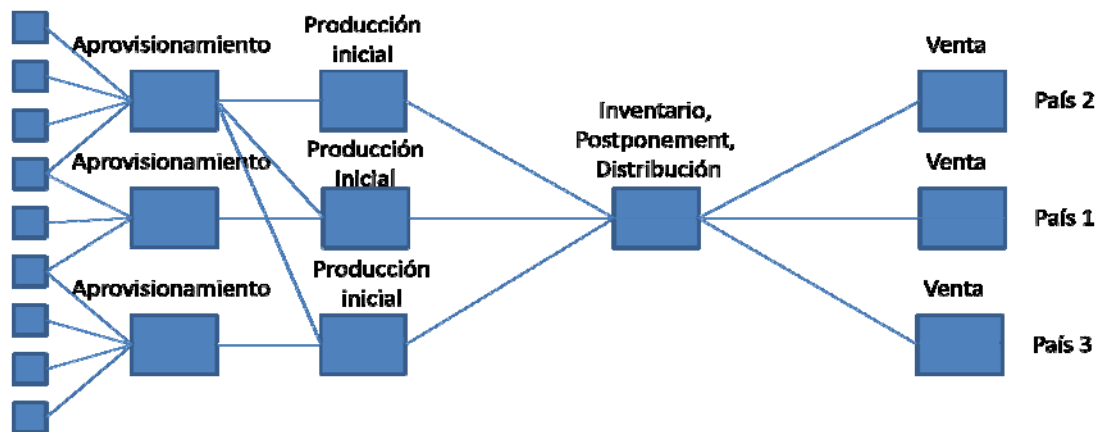 Aprovisionamiento
Producción
inicial
Venta
País 2
Inventario,
Postponement,
Distribución
Aprovisionamiento
Producción
inicial
Venta
País 1
Aprovisionamiento
Producción
inicial
Venta
País 3